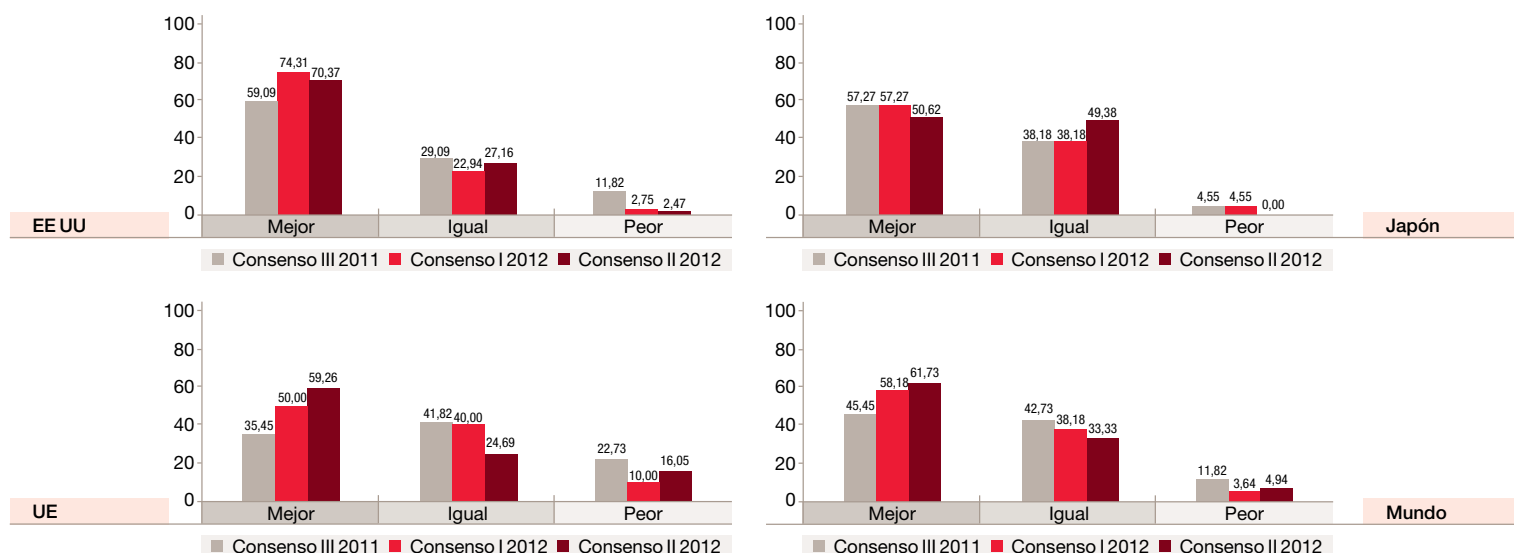 100
80
60
40
20
0
59,09
74,31
70,37
29,09
22,94
27,16
11,82
2,75
2,47
EE UU
Mejor
Igual
Peor
Consenso III 2011
Consenso I 2012
Consenso II 2012
100
80
60
40
20
0
57,27
57,27
50,62
38,18
38,18
49,38
4,55
4,55
0,00
Mejor
Igual
Peor
Japón
Consenso III 2011
Consenso I 2012
Consenso II 2012
100
80
60
40
20
0
35,45
50,00
59,26
41,82
40,00
24,69
22,73
10,00
16,05
UE
Mejor
Igual
Peor
Consenso III 2011
Consenso I 2012
Consenso II 2012
100
80
60
40
20
0
45,45
58,18
61,73
42,73
38,18
33,33
11,82
3,64
4,94
Mejor
Igual
Peor
Mundo
Consenso III 2011
Consenso I 2012
Consenso II 2012